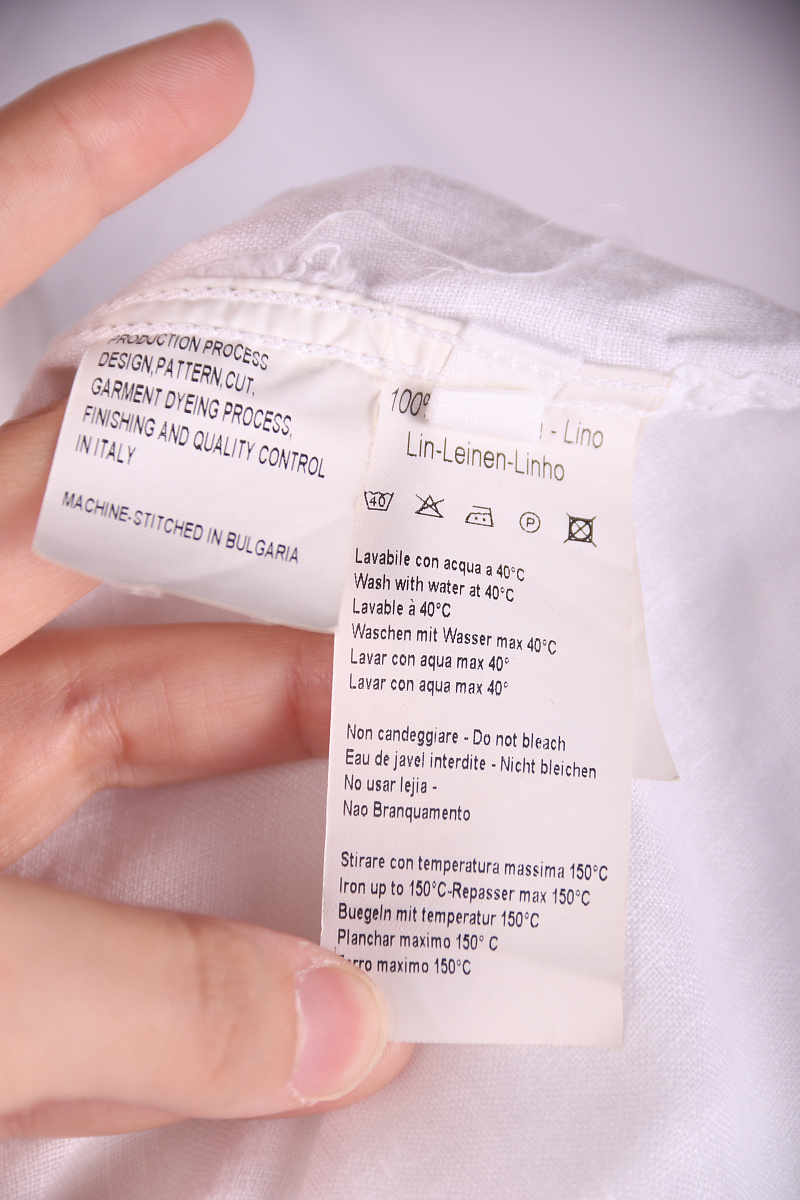 PRODUCTION PROCESS
DESIGN,PATTERN,CUT,
GARMENT DYEING PROCESS,
FINISHING AND QUALITY CONTROL
IN ITALY
MACHINE-STITCHED IN BULGARIA
100% - Lino
Lin-Leinen-Linho
40 P
Lavabile con acqua a 40°C
Wash with water at 40°C
Lavable à 40°C
Waschen mit Wasser max 40°C
Lavar con aqua max 40°
Lavar con aqua max 40°
Non candeggiare - Do not bleach
Eau de javel interdite - Nicht bleichen
No usar lejia -
Nao Branquamento
Stirare con temperatura massima 150°C
Iron up to 150°C-Repasser max 150°C
Buegeln mit temperatur 150°C
Planchar maximo 150° C
maximo 150°C